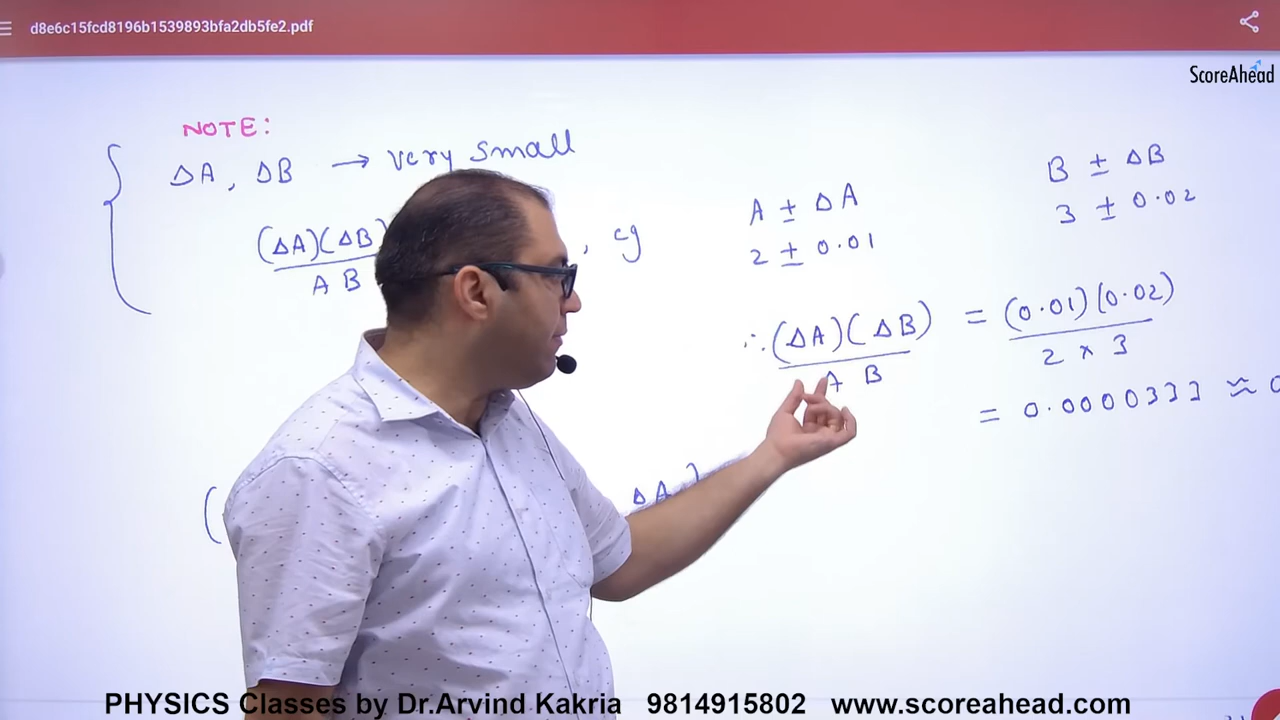 d8e6c15fcd8196b1539893bfa2db5fe2.pdf
ScoreAhead
NOTE:
ΔA, ΔB → very small
(ΔA)(ΔB)
A B
, eg
A ± ΔA
2 ± 0.01
B ± ΔB
3 ± 0.02
∴ (ΔA)(ΔB) = (0.01)(0.02)
A B 2 × 3
= 0.0000333 ≈ 0
( ΔA)
PHYSICS Classes by Dr.Arvind Kakria 9814915802 www.scoreahead.com